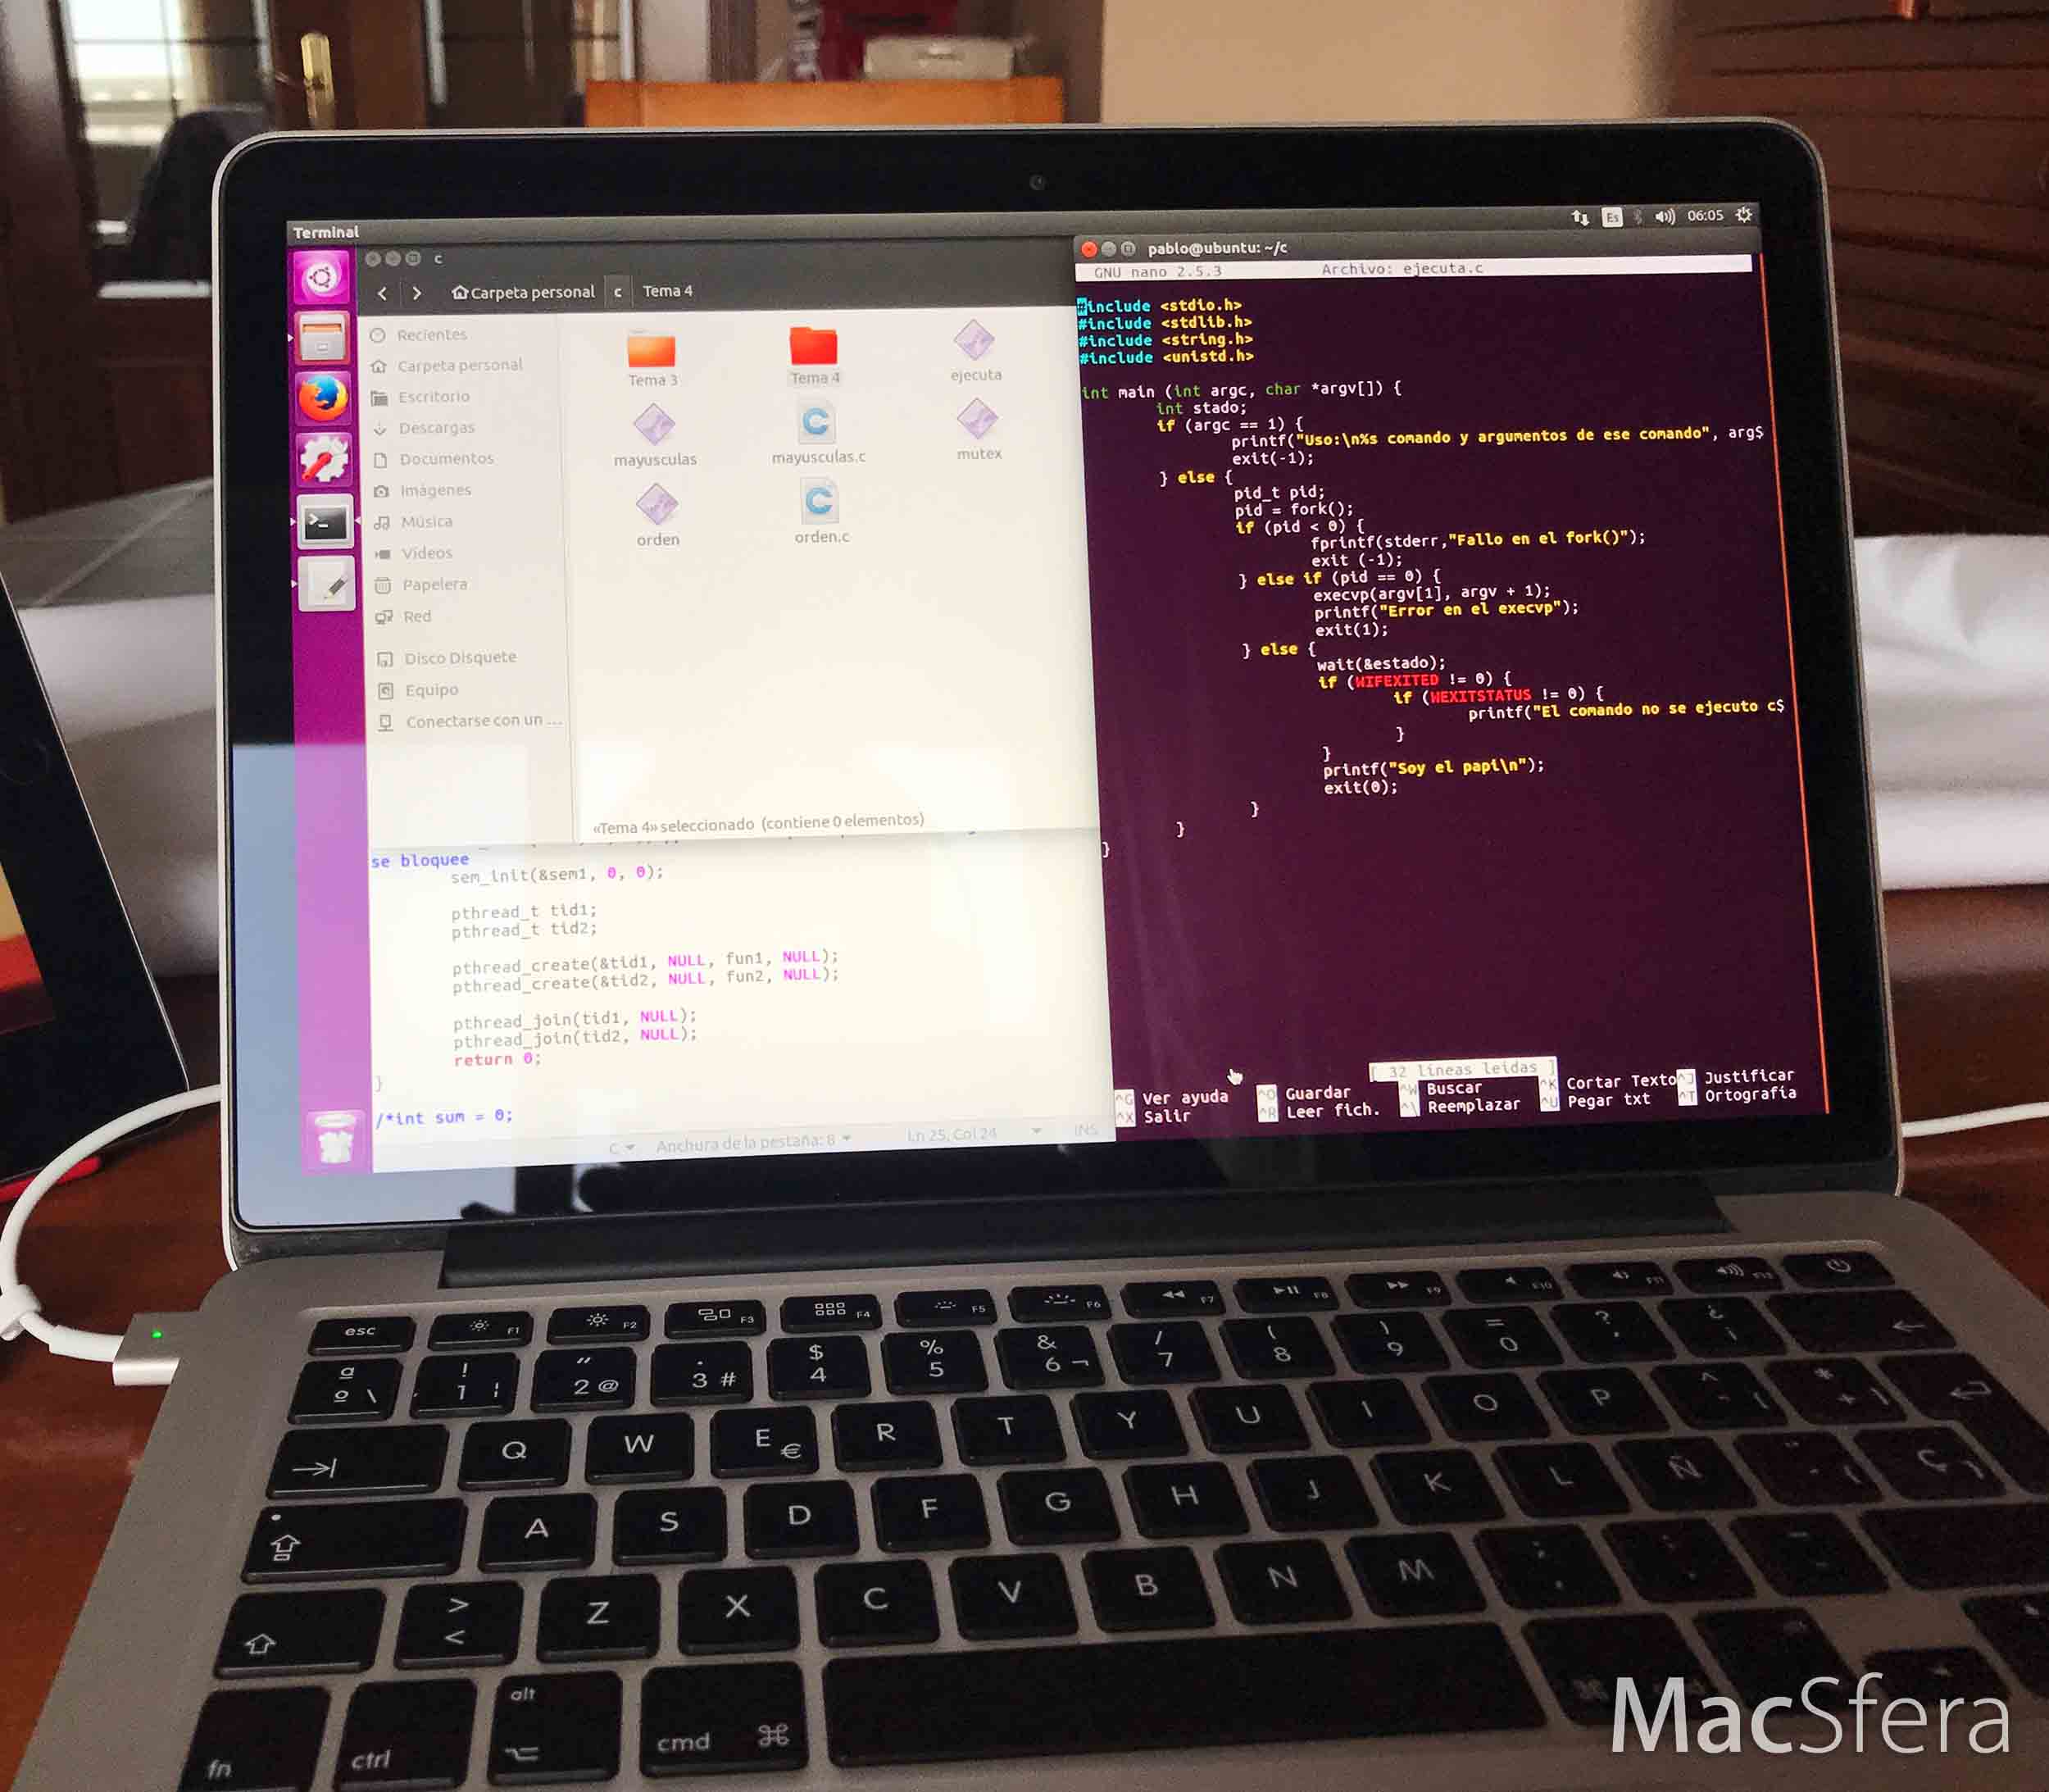 Terminal
Es
06:05
c
Carpeta personal
c
Tema 4
Recientes
Carpeta personal
Escritorio
Descargas
Documentos
Imágenes
Música
Vídeos
Papelera
Red
Disco Disquete
Equipo
Conectarse con un ...
Tema 3
Tema 4
ejecuta
mayusculas
mayusculas.c
mutex
orden
orden.c
«Tema 4» seleccionado (contiene 0 elementos)
se bloquee
sem_init(&sem1, 0, 0);
pthread_t tid1;
pthread_t tid2;
pthread_create(&tid1, NULL, fun1, NULL);
pthread_create(&tid2, NULL, fun2, NULL);
pthread_join(tid1, NULL);
pthread_join(tid2, NULL);
return 0;
}
/*int sum = 0;
C
Anchura de la pestaña: 8
Ln 25, Col 24
INS
pablo@ubuntu: ~/c
GNU nano 2.5.3
Archivo: ejecuta.c
#include <stdio.h>
#include <stdlib.h>
#include <string.h>
#include <unistd.h>
int main (int argc, char *argv[]) {
int stado;
if (argc == 1) {
printf("Uso:\n%s comando y argumentos de ese comando", arg$
exit(-1);
} else {
pid_t pid;
pid = fork();
if (pid < 0) {
fprintf(stderr,"Fallo en el fork()");
exit (-1);
} else if (pid == 0) {
execvp(argv[1], argv + 1);
printf("Error en el execvp");
exit(1);
} else {
wait(&estado);
if (WIFEXITED != 0) {
if (WEXITSTATUS != 0) {
printf("El comando no se ejecuto c$
}
}
printf("Soy el papi\n");
exit(0);
}
}
}
[ 32 líneas leídas ]
^G Ver ayuda ^O Guardar ^W Buscar ^K Cortar Texto ^J Justificar
^X Salir ^R Leer fich. ^\ Reemplazar ^U Pegar txt ^T Ortografía
esc F1 F2 F3 F4 F5 F6 F7 F8 F9 F10 F11 F12
ª ! " · $ % & / ( ) = ? ¿
º \ 1 | 2 @ 3 # 4 5 6 ¬ 7 8 9 0 ' ¡
Q W E € R T Y U I O P
A S D F G H J K L Ñ Ç
> < Z X C V B N M
fn ctrl alt cmd ⌘
MacSfera